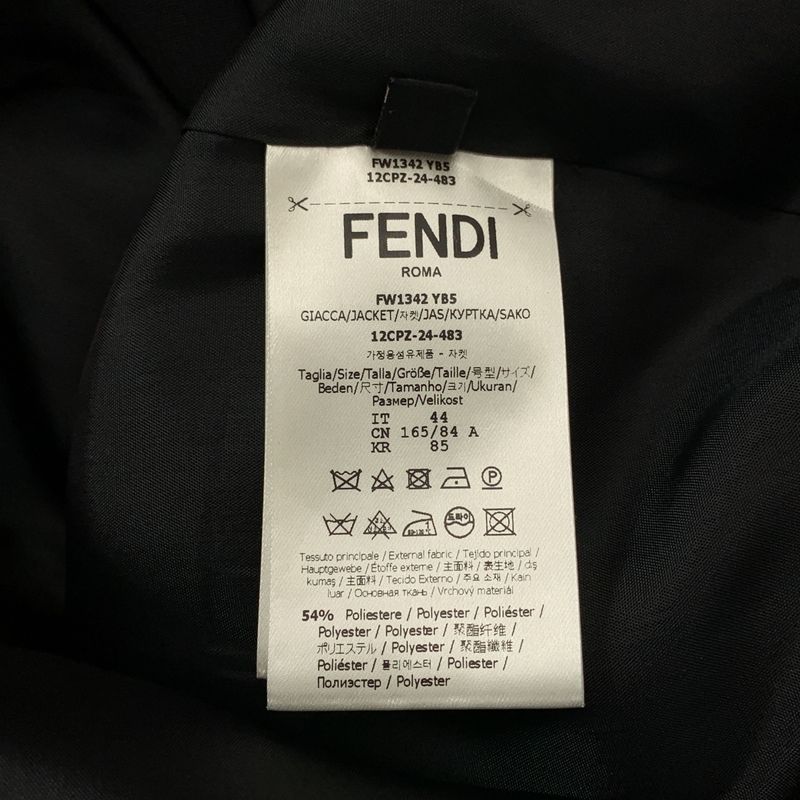 FW1342 YB5
12CPZ-24-483
FENDI
ROMA
FW1342 YB5
GIACCA/JACKET/자켓/JAS/КУРТКА/SAKO
12CPZ-24-483
가정용섬유제품 - 자켓
Taglia/Size/Talla/Größe/Taille/号型/サイズ/
Beden/尺寸/Tamanho/크기/Ukuran/
Размер/Velikost
IT 44
CN 165/84 A
KR 85
드라이
Tessuto principale / External fabric / Tejido principal /
Hauptgewebe / Étoffe externe / 主面料 / 表生地 / dış
kumaş / 主面料 / Tecido Externo / 주요 소재 / Kain
luar / Основная ткань / Vrchový materiál
54% Poliestere / Polyester / Poliéster /
Polyester / Polyester / 聚酯纤维 /
ポリエステル / Polyester / 聚酯纖維 /
Poliéster / 폴리에스터 / Poliester /
Полиэстер / Polyester